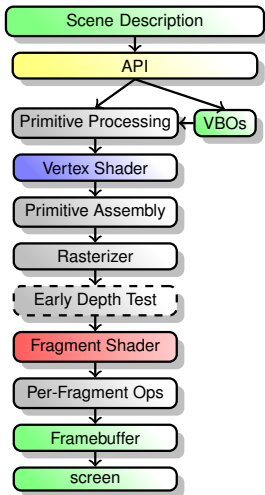 Scene Description
API
Primitive Processing
VBOs
Vertex Shader
Primitive Assembly
Rasterizer
Early Depth Test
Fragment Shader
Per-Fragment Ops
Framebuffer
screen